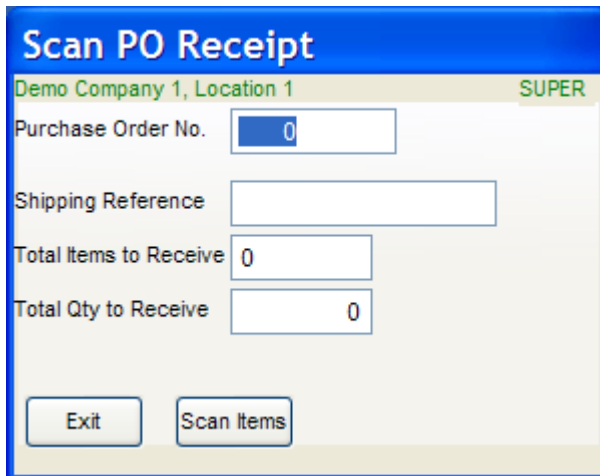 Scan PO Receipt
Demo Company 1, Location 1 SUPER
Purchase Order No. 0
Shipping Reference
Total Items to Receive 0
Total Qty to Receive 0
Exit Scan Items